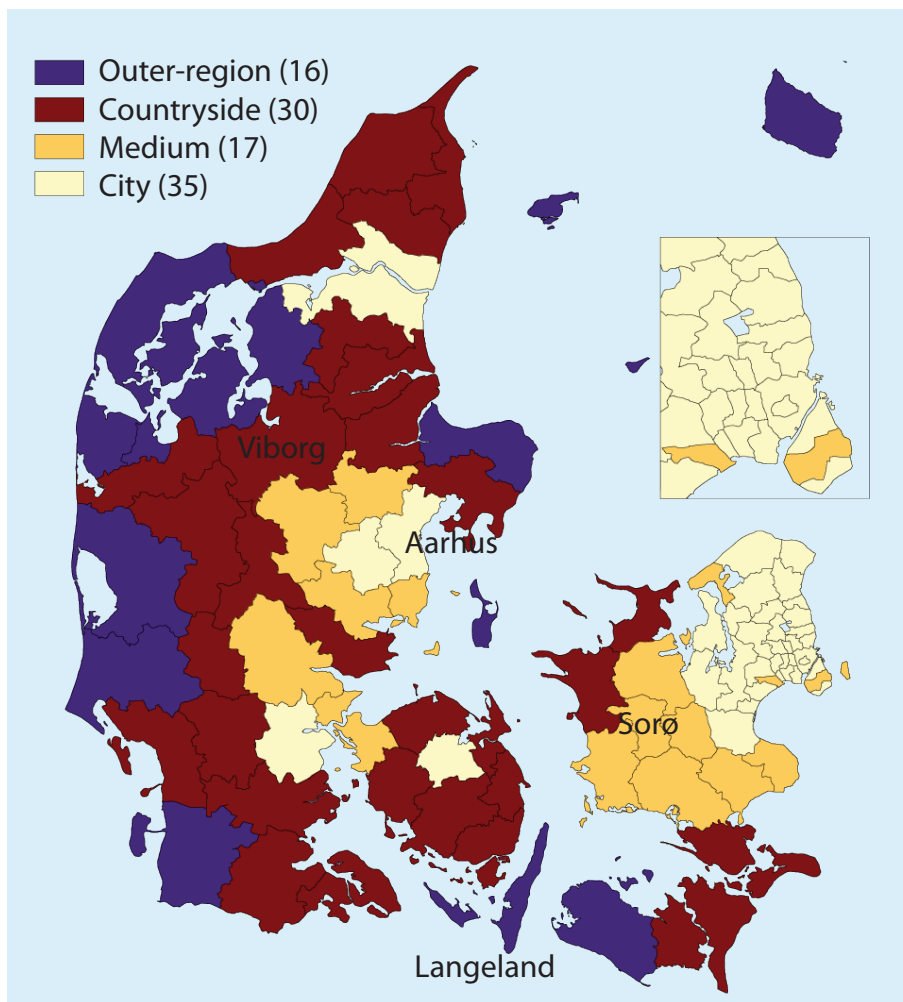 Outer-region (16)
Countryside (30)
Medium (17)
City (35)
Viborg
Aarhus
Sorø
Langeland